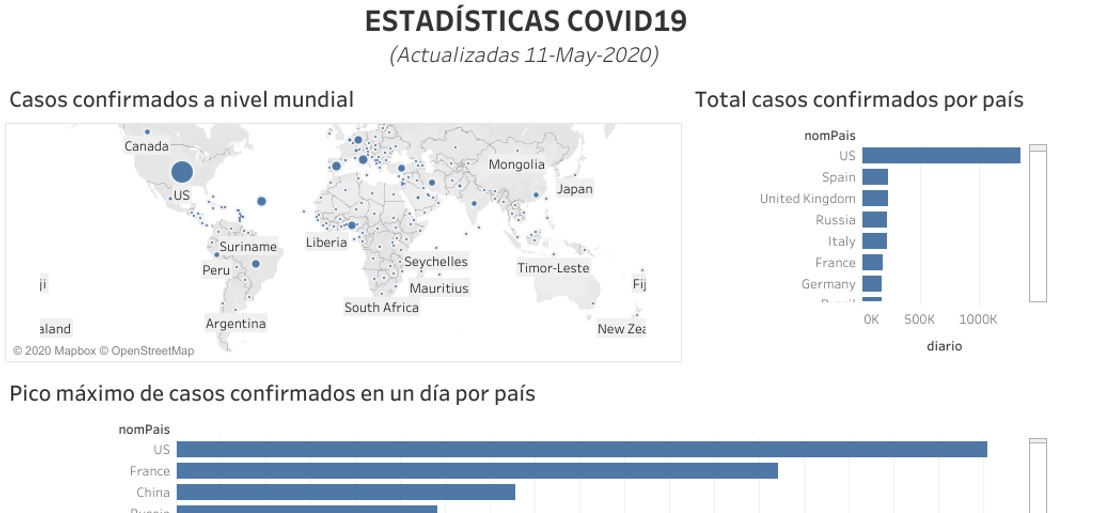 ESTADÍSTICAS COVID19
(Actualizadas 11-May-2020)
Casos confirmados a nivel mundial
Canada
US
Mongolia
Japan
Suriname
Liberia
Peru
Seychelles
Timor-Leste
Mauritius
ji
Fij
South Africa
Argentina
aland
New Zea
© 2020 Mapbox © OpenStreetMap
Total casos confirmados por país
nomPais
US
Spain
United Kingdom
Russia
Italy
France
Germany
Brazil
0K 500K 1000K
diario
Pico máximo de casos confirmados en un día por país
nomPais
US
France
China
Russia